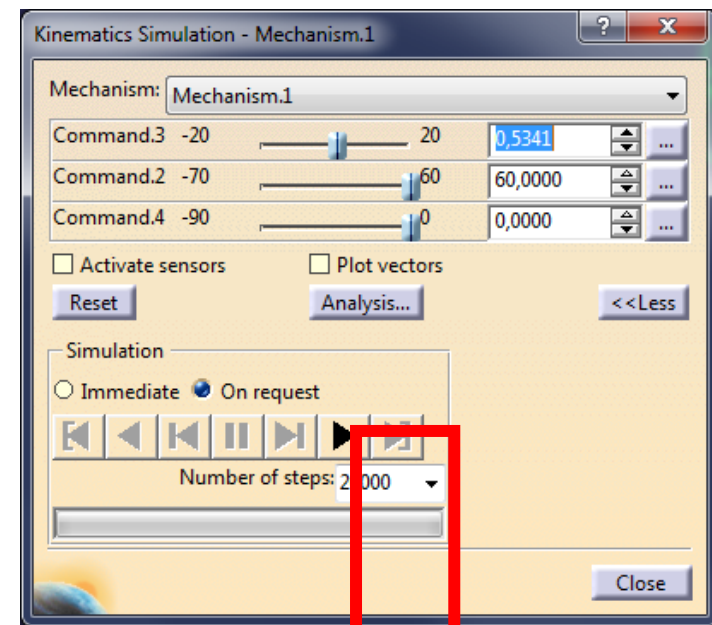 Kinematics Simulation - Mechanism.1 ? X
Mechanism: Mechanism.1
Command.3 -20 20 0,5341 ...
Command.2 -70 60 60,0000 ...
Command.4 -90 0 0,0000 ...
Activate sensors Plot vectors
Reset Analysis... <<Less
Simulation
Immediate On request
Number of steps:
Close